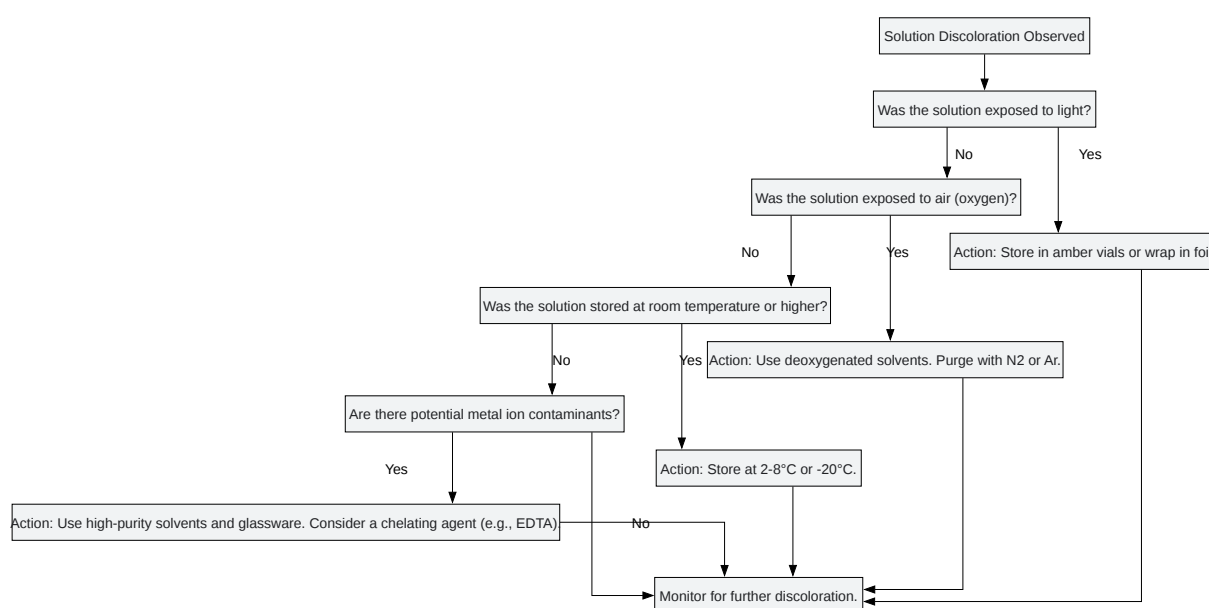 Solution Discoloration Observed
Was the solution exposed to light?
No
Yes
Was the solution exposed to air (oxygen)?
No
Yes
Action: Store in amber vials or wrap in foi
Was the solution stored at room temperature or higher?
No
Yes
Action: Use deoxygenated solvents. Purge with N2 or Ar.
Are there potential metal ion contaminants?
Yes
Action: Store at 2-8°C or -20°C.
Action: Use high-purity solvents and glassware. Consider a chelating agent (e.g., EDTA).
No
Monitor for further discoloration.